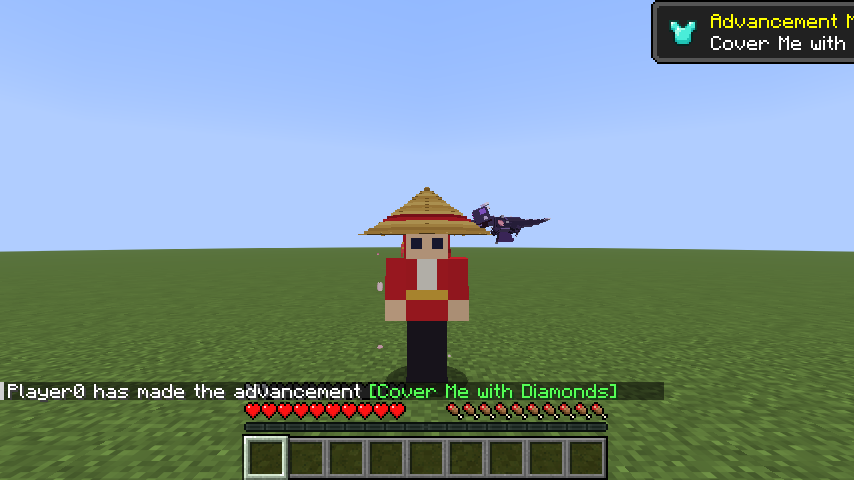 Advancement M
Cover Me with
Player0 has made the advancement [Cover Me with Diamonds]